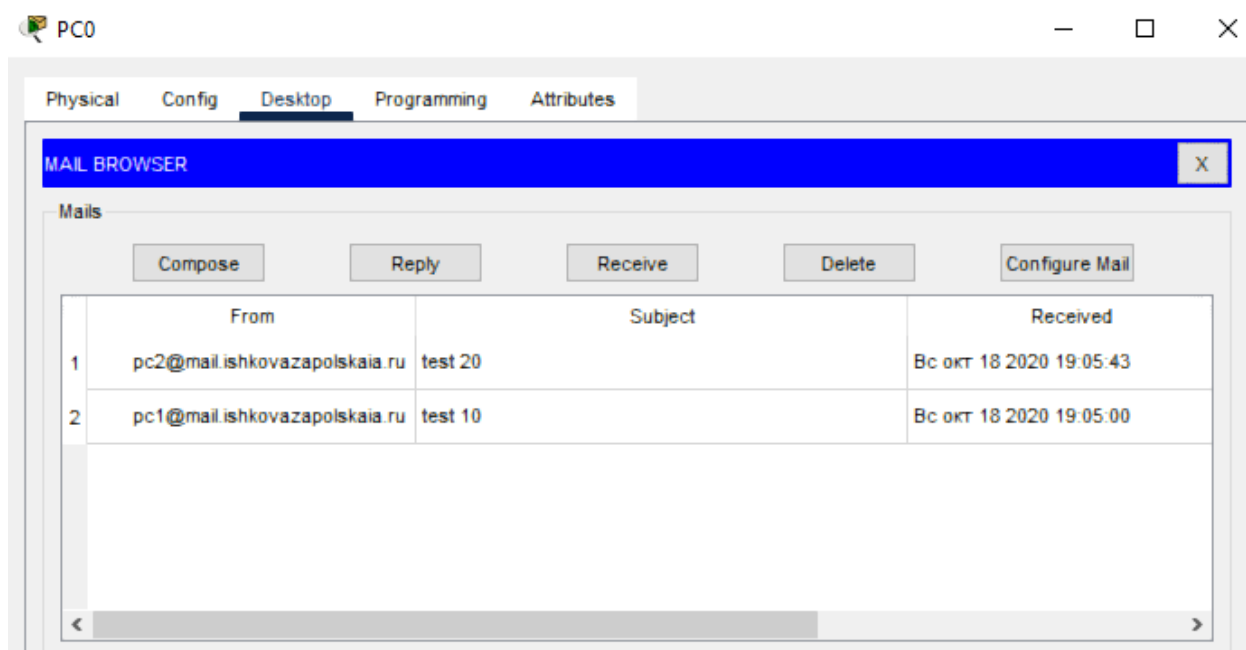 PC0
Physical Config Desktop Programming Attributes
MAIL BROWSER X
Mails
Compose Reply Receive Delete Configure Mail
From Subject Received
1 pc2@mail.ishkovazapolskaia.ru test 20 Вс окт 18 2020 19:05:43
2 pc1@mail.ishkovazapolskaia.ru test 10 Вс окт 18 2020 19:05:00